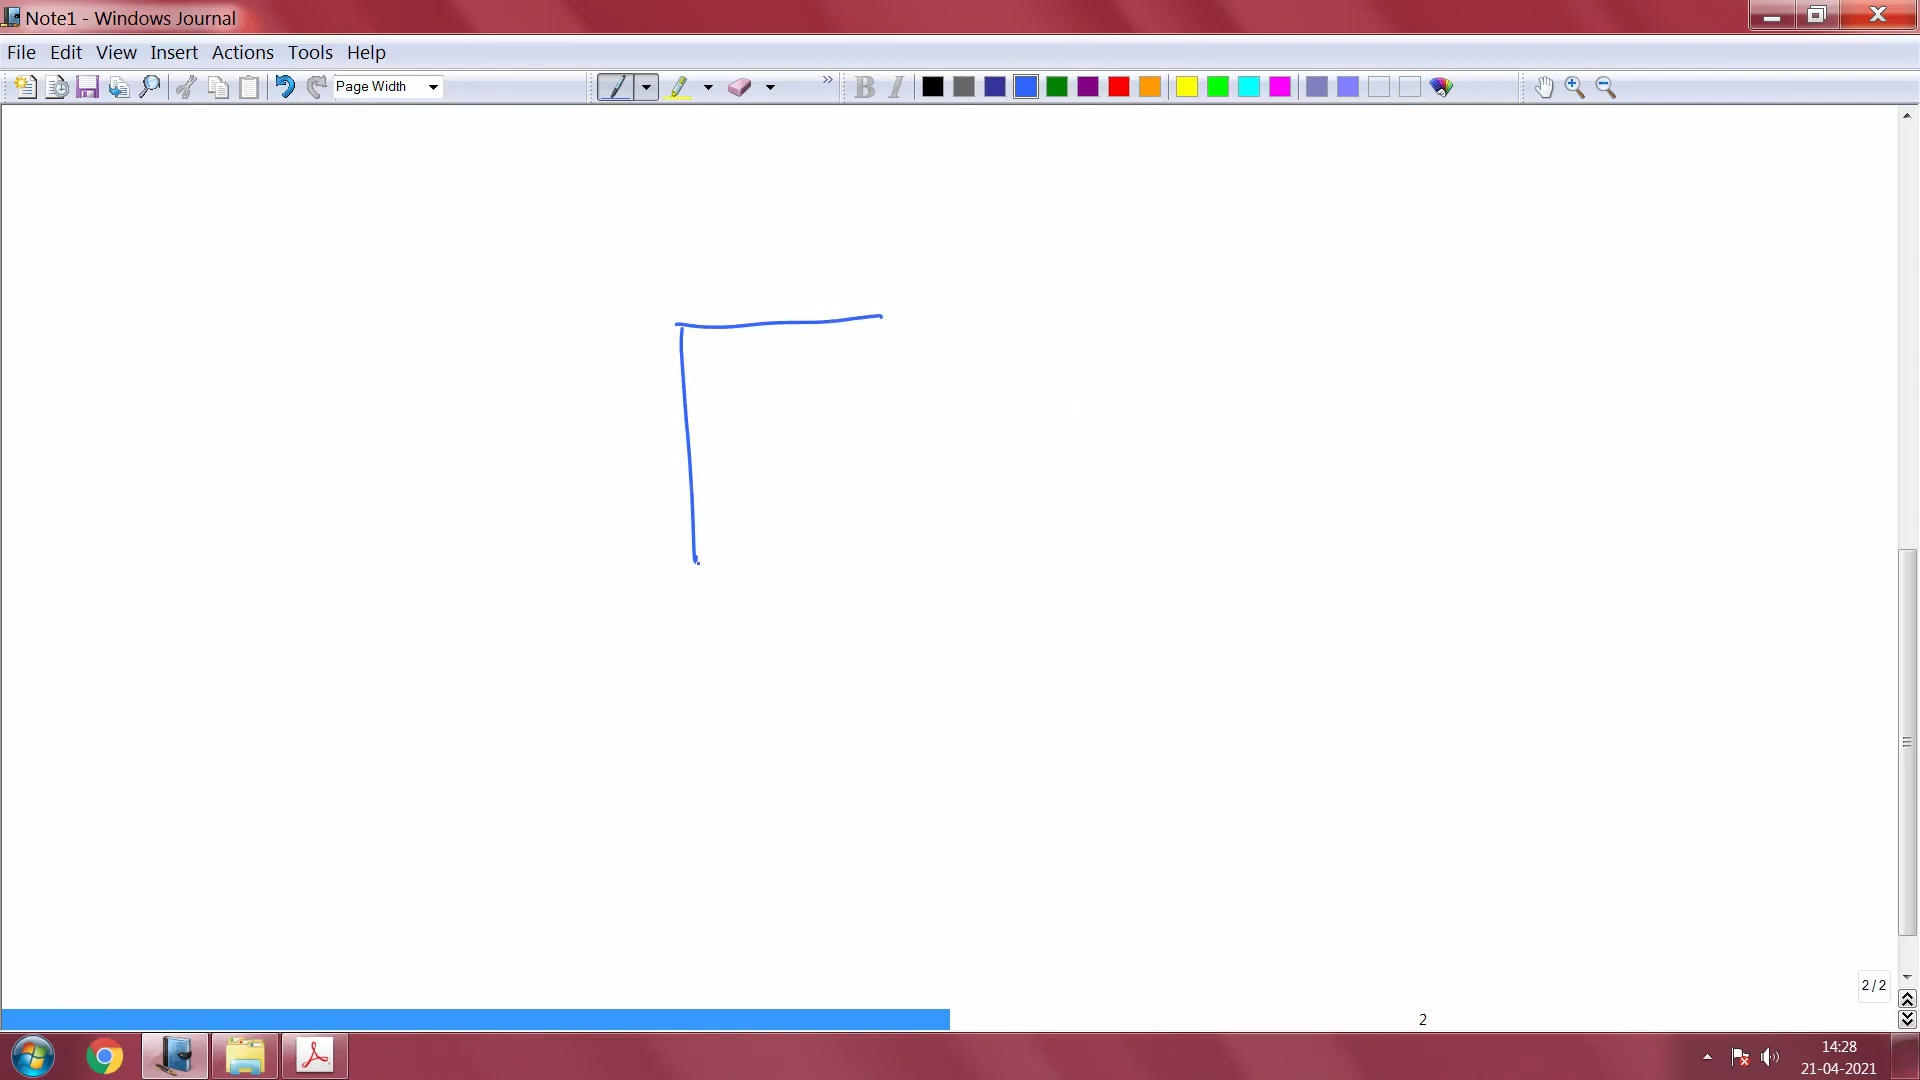 Note1 - Windows Journal
File Edit View Insert Actions Tools Help
Page Width
B I
2 / 2
2
14:28
21-04-2021